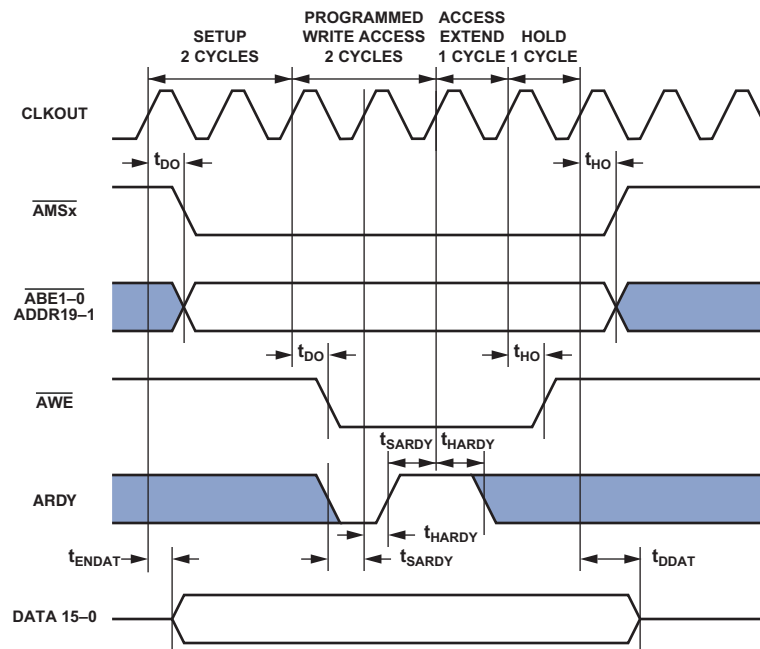 SETUP
2 CYCLES
PROGRAMMED
WRITE ACCESS
2 CYCLES
ACCESS
EXTEND
1 CYCLE
HOLD
1 CYCLE
CLKOUT
tDO
tHO
AMSx
ABE1–0
ADDR19–1
tDO
tHO
AWE
tSARDY
tHARDY
ARDY
tHARDY
tENDAT
tSARDY
tDDAT
DATA 15–0